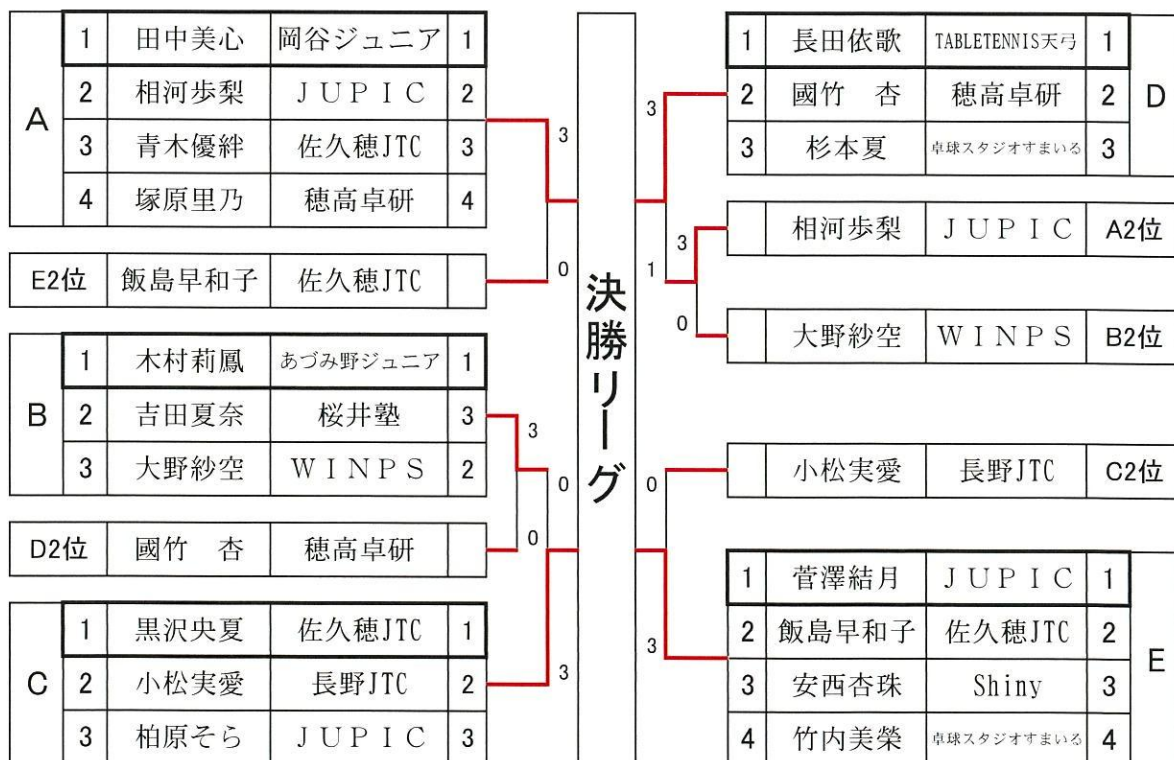 A
1 田中美心 岡谷ジュニア 1
2 相河歩梨 ＪＵＰＩＣ 2
3 青木優絆 佐久穂JTC 3
4 塚原里乃 穂高卓研 4
3
0
E2位 飯島早和子 佐久穂JTC
B
1 木村莉鳳 あづみ野ジュニア 1
2 吉田夏奈 桜井塾 3
3 大野紗空 ＷＩＮＰＳ 2
3
0
0
D2位 國竹　杏 穂高卓研
C
1 黒沢央夏 佐久穂JTC 1
2 小松実愛 長野JTC 2
3 柏原そら ＪＵＰＩＣ 3
3
決勝リーグ
D
1 長田依歌 TABLETENNIS天弓 1
2 國竹　杏 穂高卓研 2
3 杉本夏 卓球スタジオすまいる 3
3
1
相河歩梨 ＪＵＰＩＣ A2位
3
0
大野紗空 ＷＩＮＰＳ B2位
0
小松実愛 長野JTC C2位
3
E
1 菅澤結月 ＪＵＰＩＣ 1
2 飯島早和子 佐久穂JTC 2
3 安西杏珠 Shiny 3
4 竹内美榮 卓球スタジオすまいる 4